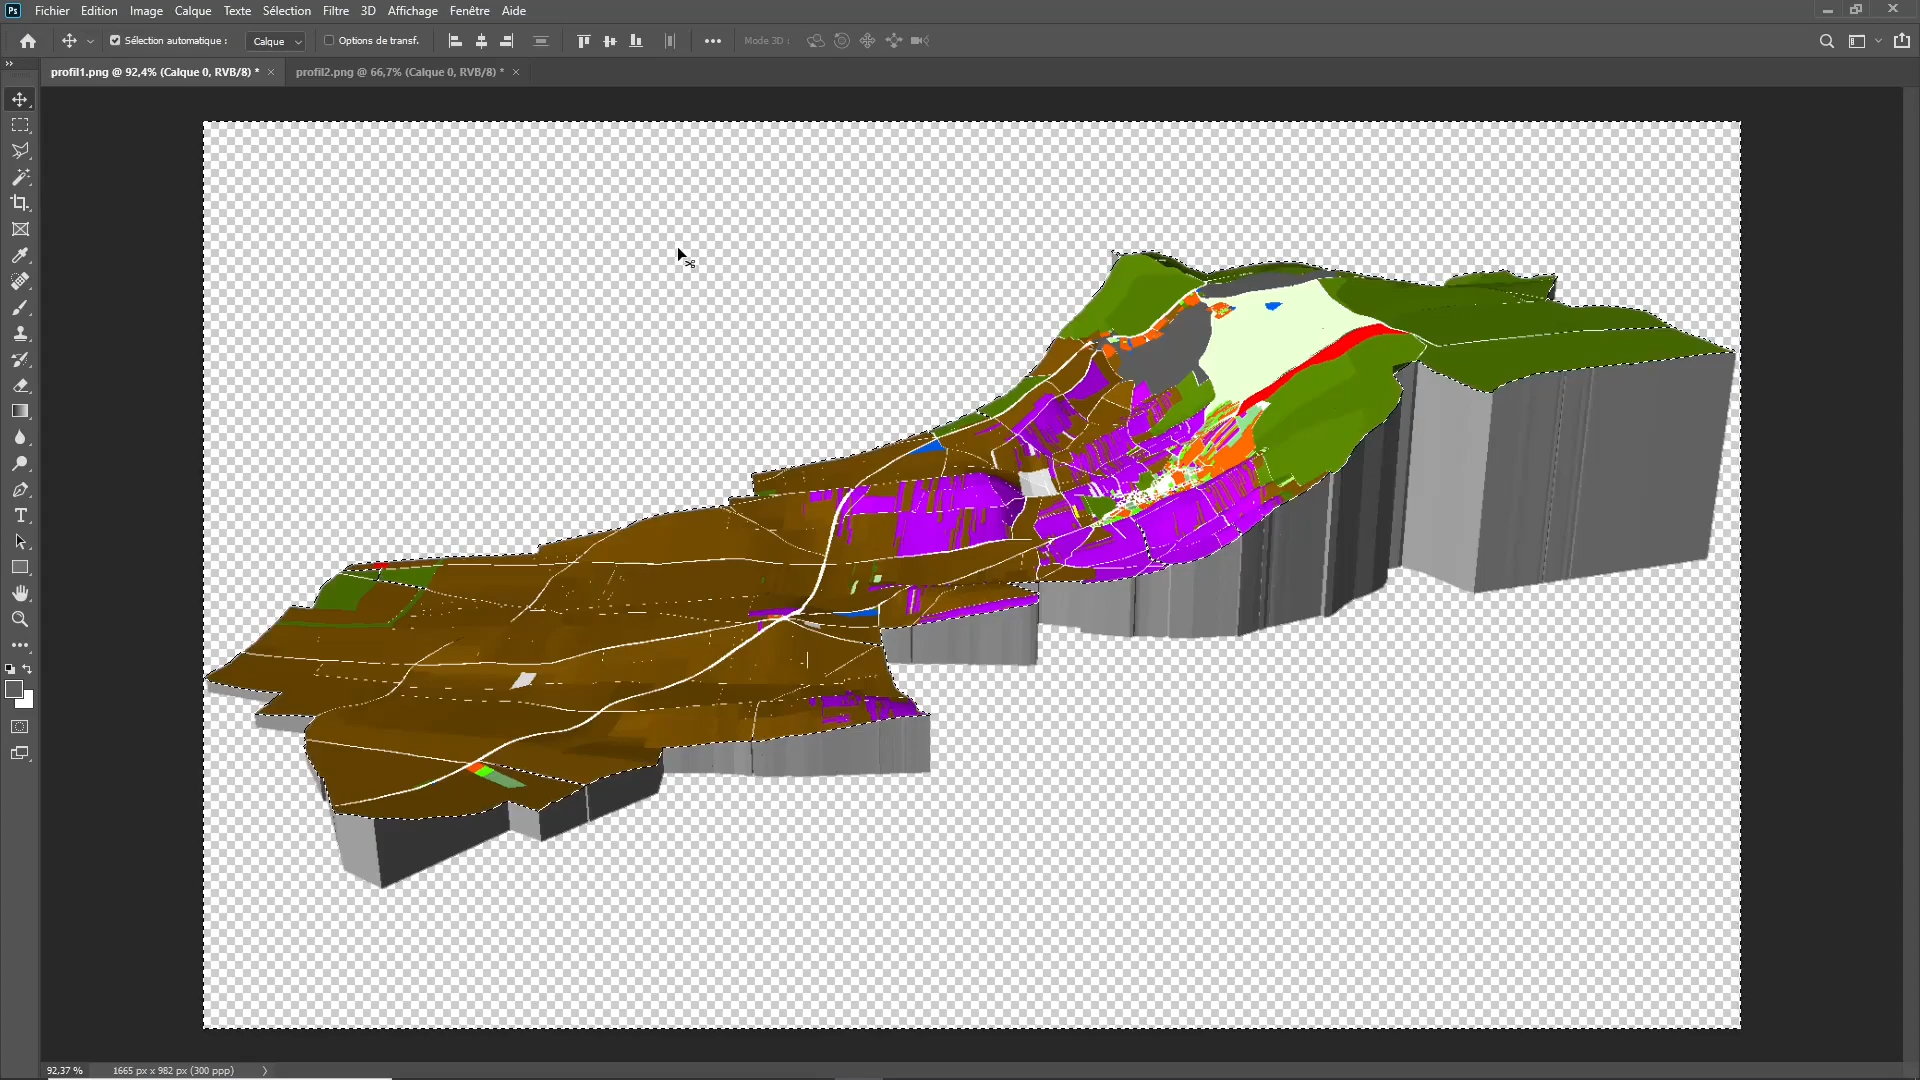 Ps Fichier Edition Image Calque Texte Sélection Filtre 3D Affichage Fenêtre Aide
Sélection automatique : Calque Options de transf. Mode 3D :
profil1.png @ 92,4% (Calque 0, RVB/8) * profil2.png @ 66,7% (Calque 0, RVB/8) *
T
92,37 % 1665 px x 982 px (300 ppp)